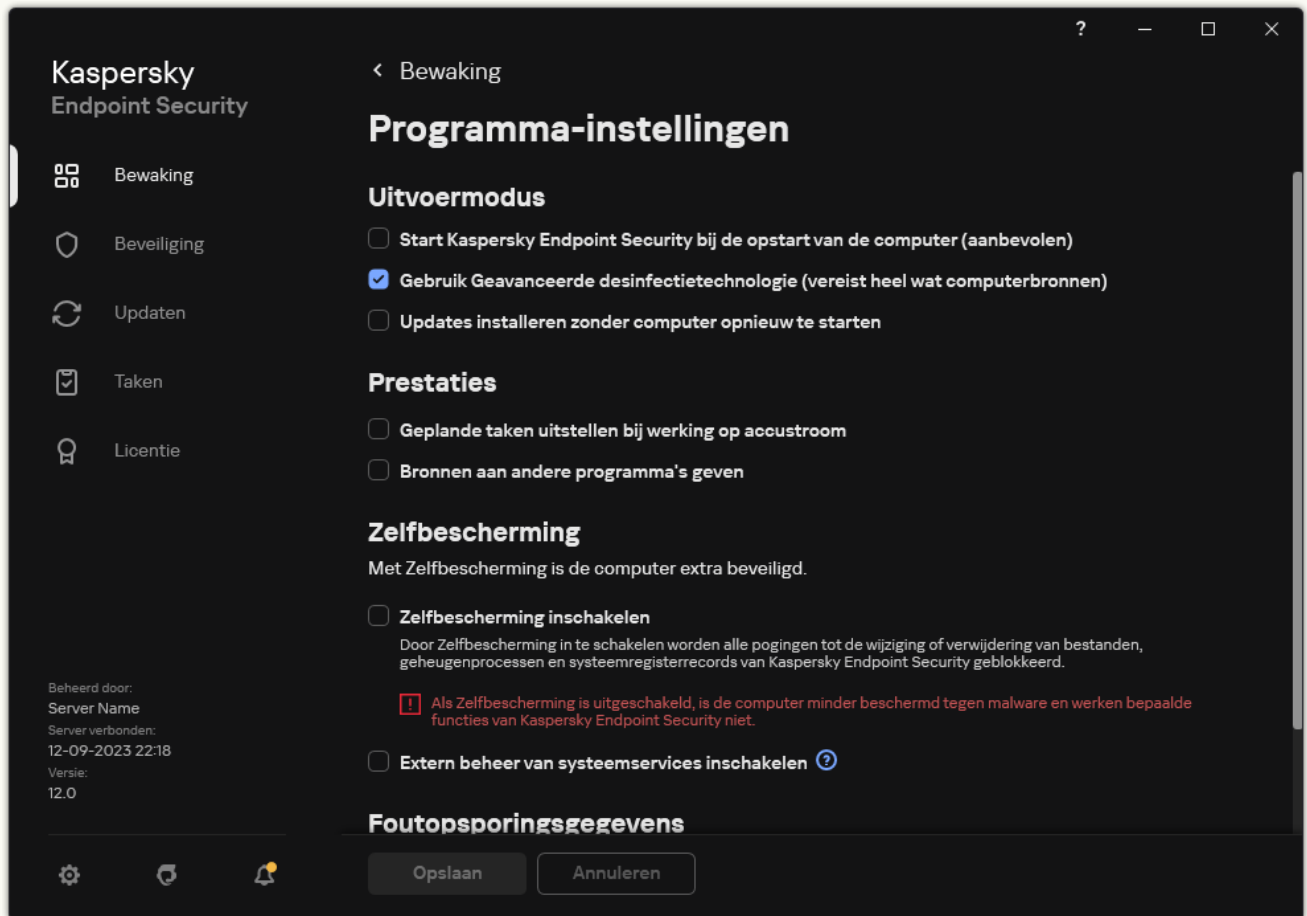 ?
Kaspersky
Endpoint Security
Bewaking
Beveiliging
Updaten
Taken
Licentie
Beheerd door:
Server Name
Server verbonden:
12-09-2023 22:18
Versie:
12.0
Bewaking
Programma-instellingen
Uitvoermodus
Start Kaspersky Endpoint Security bij de opstart van de computer (aanbevolen)
Gebruik Geavanceerde desinfectietechnologie (vereist heel wat computerbronnen)
Updates installeren zonder computer opnieuw te starten
Prestaties
Geplande taken uitstellen bij werking op accustroom
Bronnen aan andere programma's geven
Zelfbescherming
Met Zelfbescherming is de computer extra beveiligd.
Zelfbescherming inschakelen
Door Zelfbescherming in te schakelen worden alle pogingen tot de wijziging of verwijdering van bestanden,
geheugenprocessen en systeemregisterrecords van Kaspersky Endpoint Security geblokkeerd.
Als Zelfbescherming is uitgeschakeld, is de computer minder beschermd tegen malware en werken bepaalde
functies van Kaspersky Endpoint Security niet.
Extern beheer van systeemservices inschakelen ?
Foutopsporingsgegevens
Opslaan
Annuleren